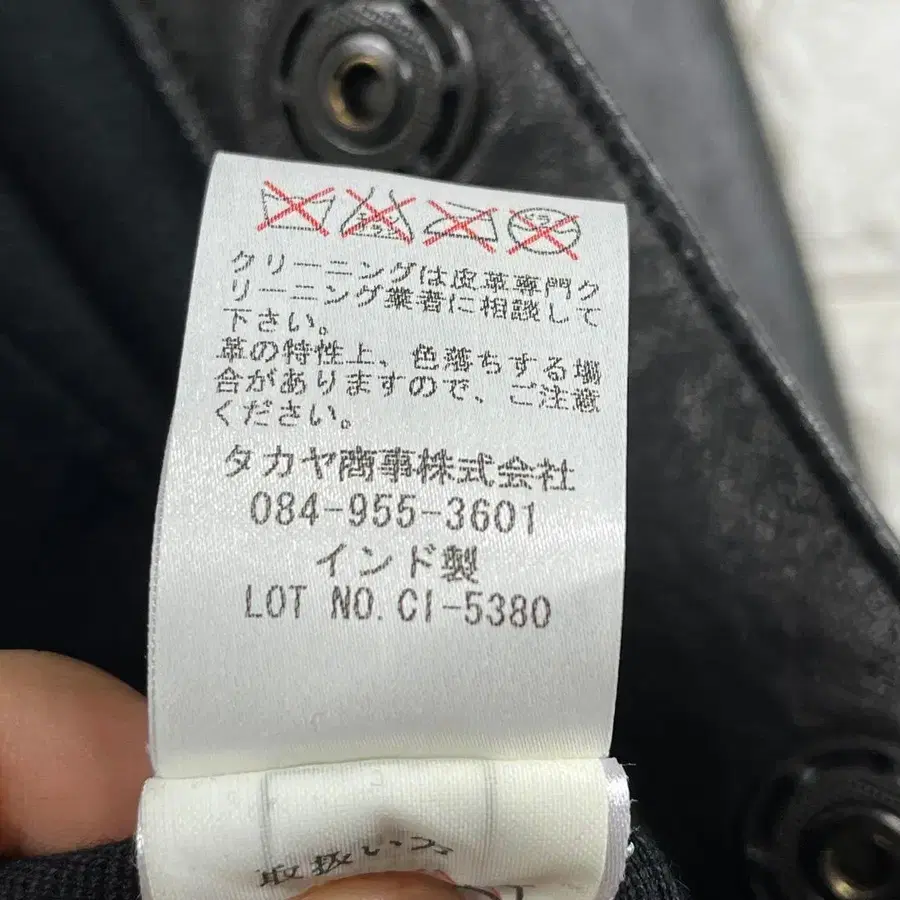 クリーニングは皮革専門ク
リーニング業者に相談して
下さい。
革の特性上、色落ちする場
合がありますので、ご注意
ください。
タカヤ商事株式会社
084-955-3601
インド製
LOT NO.CI-5380
取扱い